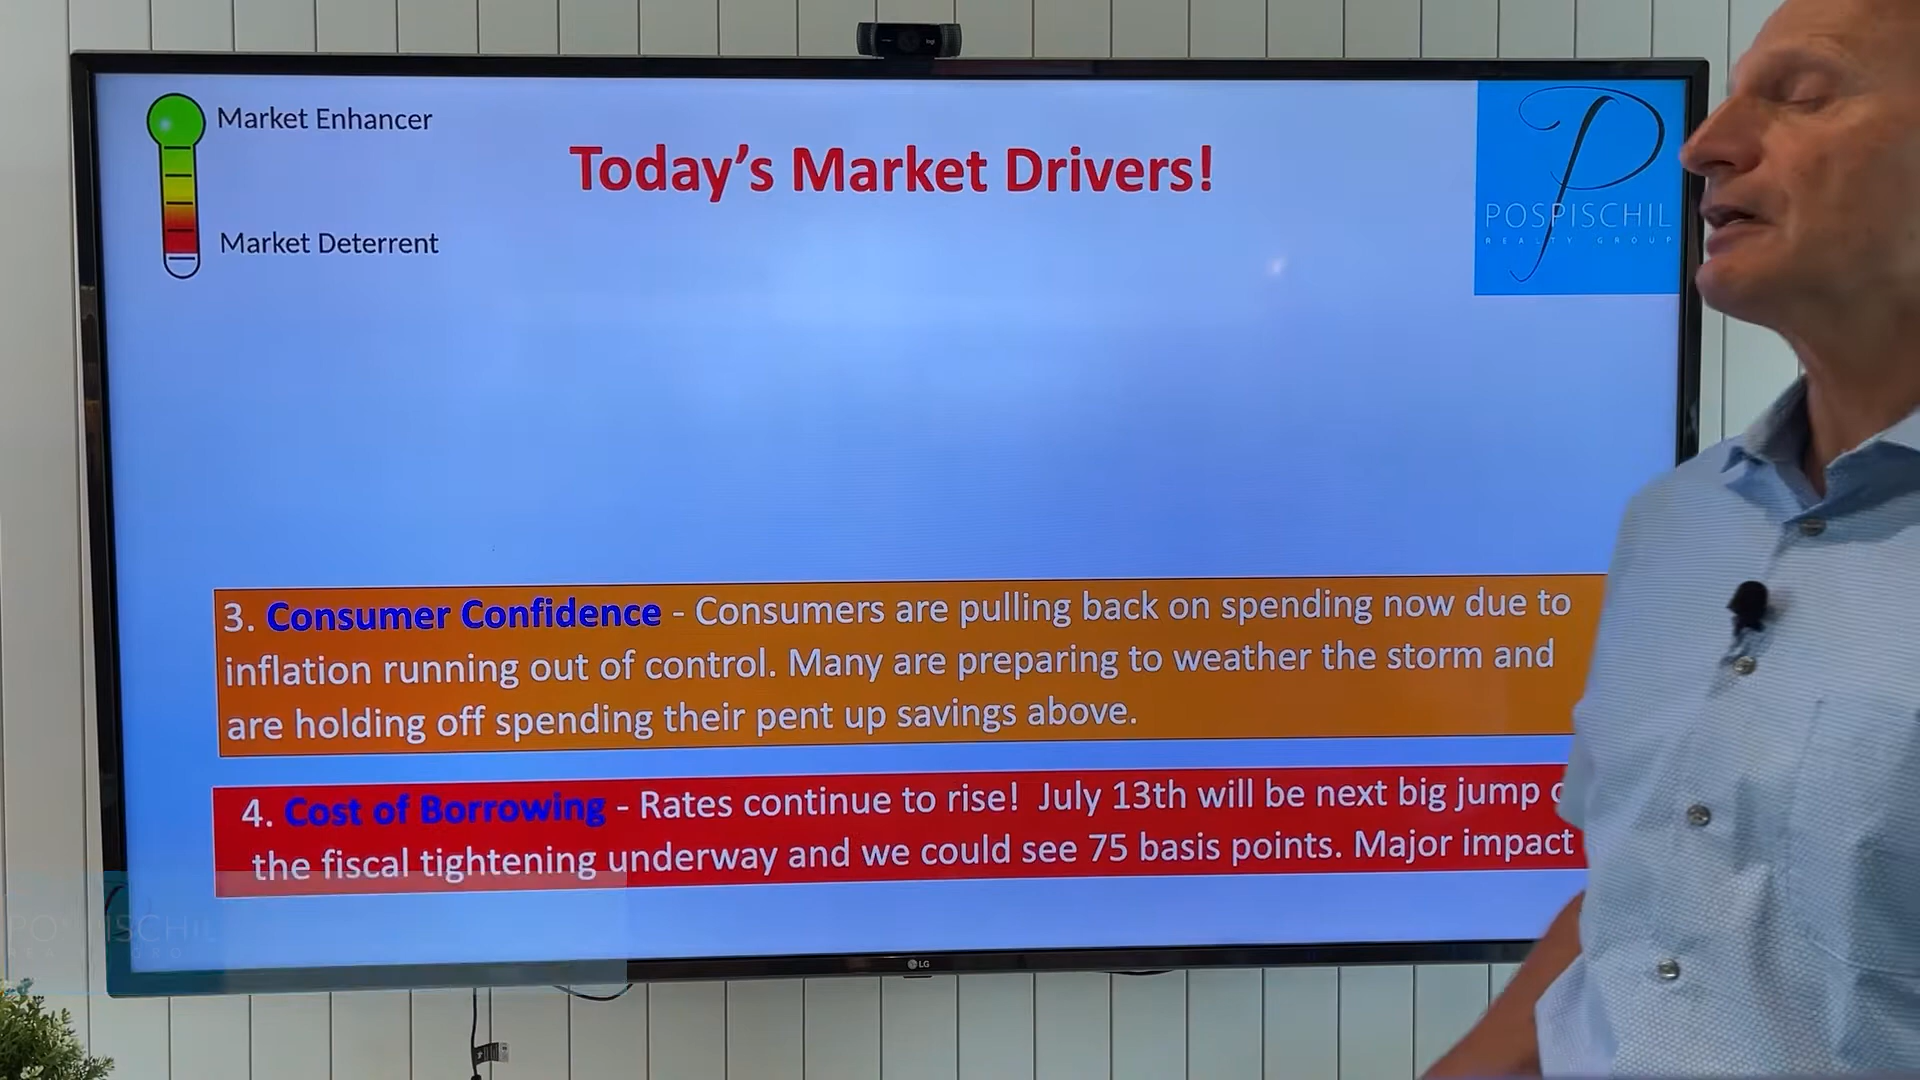 Market Enhancer
Today's Market Drivers!
Market Deterrent
POSPISCHIL
REALTY GROUP
3. Consumer Confidence - Consumers are pulling back on spending now due to
inflation running out of control. Many are preparing to weather the storm and
are holding off spending their pent up savings above.
4. Cost of Borrowing - Rates continue to rise! July 13th will be next big jump
the fiscal tightening underway and we could see 75 basis points. Major impact
POSPISCHIL
LG